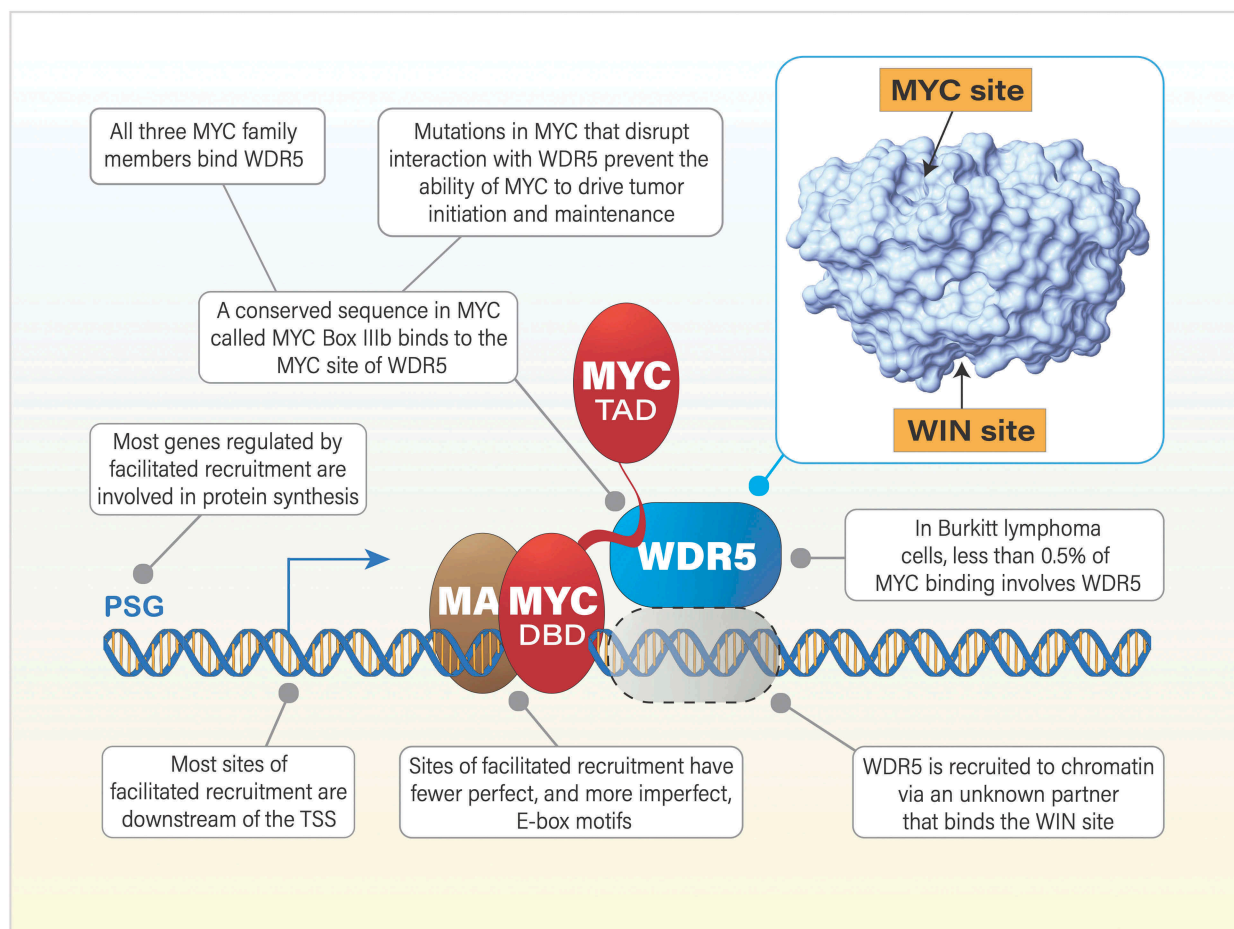 All three MYC family
members bind WDR5
Mutations in MYC that disrupt
interaction with WDR5 prevent the
ability of MYC to drive tumor
initiation and maintenance
MYC site
WIN site
A conserved sequence in MYC
called MYC Box IIIb binds to the
MYC site of WDR5
MYC
TAD
Most genes regulated by
facilitated recruitment are
involved in protein synthesis
WDR5
In Burkitt lymphoma
cells, less than 0.5% of
MYC binding involves WDR5
PSG
MA
MYC
DBD
Most sites of
facilitated recruitment are
downstream of the TSS
Sites of facilitated recruitment have
fewer perfect, and more imperfect,
E-box motifs
WDR5 is recruited to chromatin
via an unknown partner
that binds the WIN site